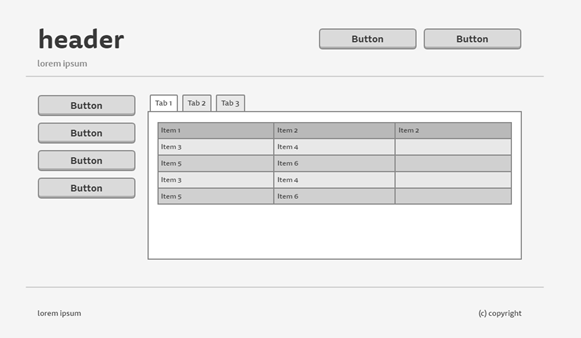 header
lorem ipsum
Button Button
Button
Button
Button
Button
Tab 1 Tab 2 Tab 3
Item 1 Item 2 Item 2
Item 3 Item 4
Item 5 Item 6
Item 3 Item 4
Item 5 Item 6
lorem ipsum (c) copyright